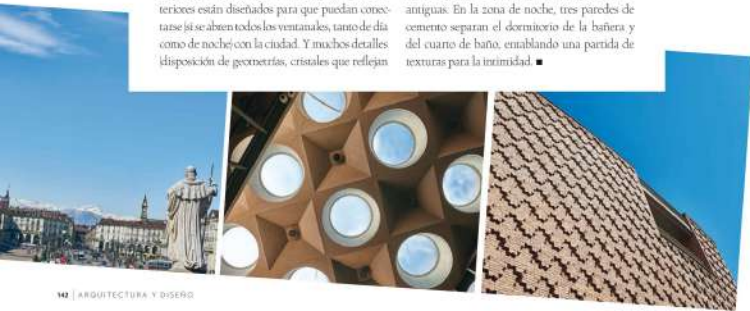 teriores están diseñados para que puedan conec-
tarse (si se abren todos los ventanales, tanto de día
como de noche) con la ciudad. Y muchos detalles
(disposición de geometrías, cristales que reflejan
antiguas. En la zona de noche, tres paredes de
cemento separan el dormitorio de la bañera y
del cuarto de baño, entablando una partida de
texturas para la intimidad. ■
142 | ARQUITECTURA Y DISEÑO